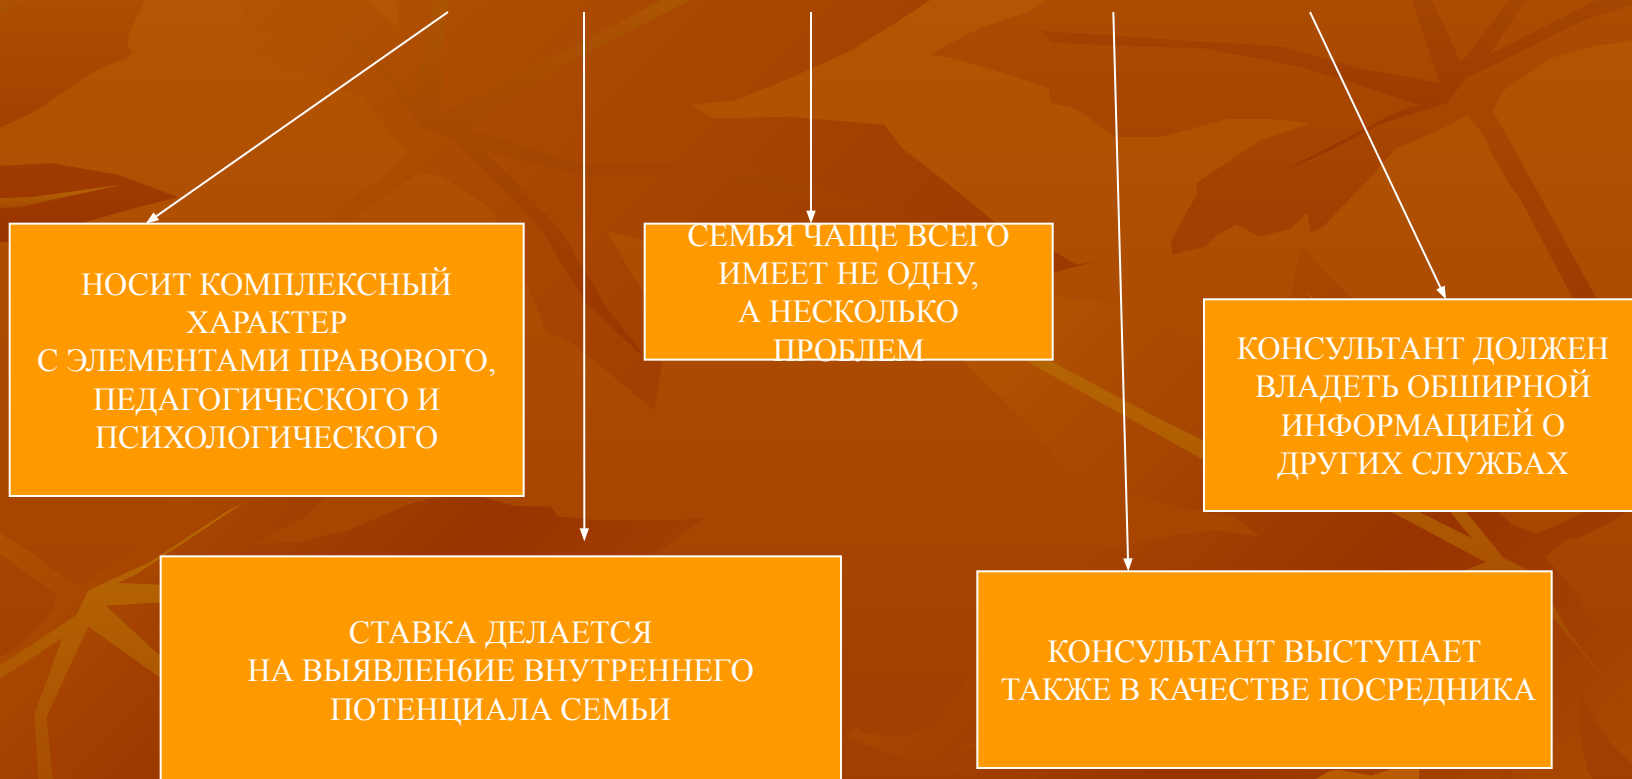 НОСИТ КОМПЛЕКСНЫЙ
ХАРАКТЕР
С ЭЛЕМЕНТАМИ ПРАВОВОГО,
ПЕДАГОГИЧЕСКОГО И
ПСИХОЛОГИЧЕСКОГО
СЕМЬЯ ЧАЩЕ ВСЕГО
ИМЕЕТ НЕ ОДНУ,
А НЕСКОЛЬКО
ПРОБЛЕМ
КОНСУЛЬТАНТ ДОЛЖЕН
ВЛАДЕТЬ ОБШИРНОЙ
ИНФОРМАЦИЕЙ О
ДРУГИХ СЛУЖБАХ
СТАВКА ДЕЛАЕТСЯ
НА ВЫЯВЛЕН6ИЕ ВНУТРЕННЕГО
ПОТЕНЦИАЛА СЕМЬИ
КОНСУЛЬТАНТ ВЫСТУПАЕТ
ТАКЖЕ В КАЧЕСТВЕ ПОСРЕДНИКА